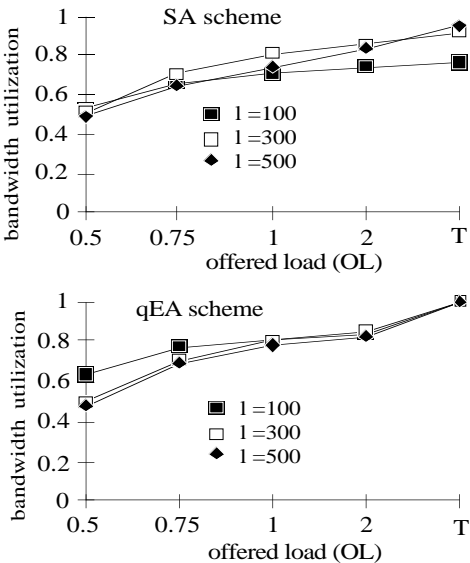 SA scheme
bandwidth utilization
1
0.8
0.6
0.4
0.2
0
l =100
l =300
l =500
0.5 0.75 1 2 T
offered load (OL)
qEA scheme
bandwidth utilization
1
0.8
0.6
0.4
0.2
0
l =100
l =300
l =500
0.5 0.75 1 2 T
offered load (OL)